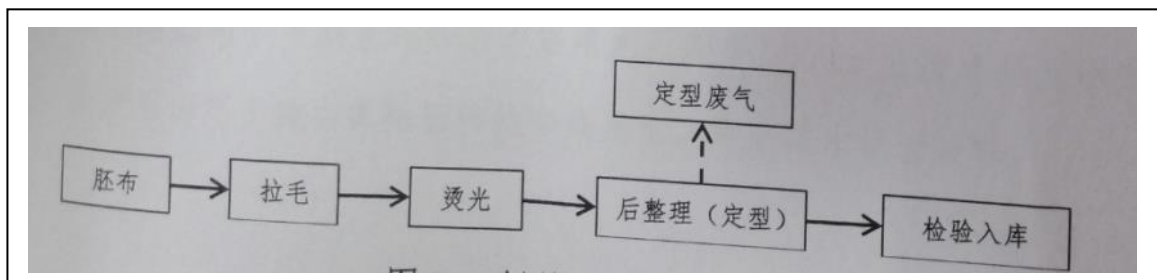 定型废气
胚布
拉毛
烫光
后整理（定型）
检验入库